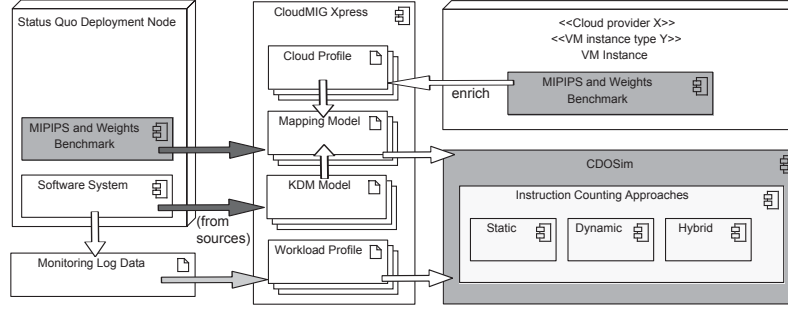 Status Quo Deployment Node
MIPIPS and Weights
Benchmark
Software System
Monitoring Log Data
(from
sources)
CloudMIG Xpress
Cloud Profile
Mapping Model
KDM Model
Workload Profile
<<Cloud provider X>>
<<VM instance type Y>>
VM Instance
MIPIPS and Weights
Benchmark
enrich
CDOSim
Instruction Counting Approaches
Static
Dynamic
Hybrid